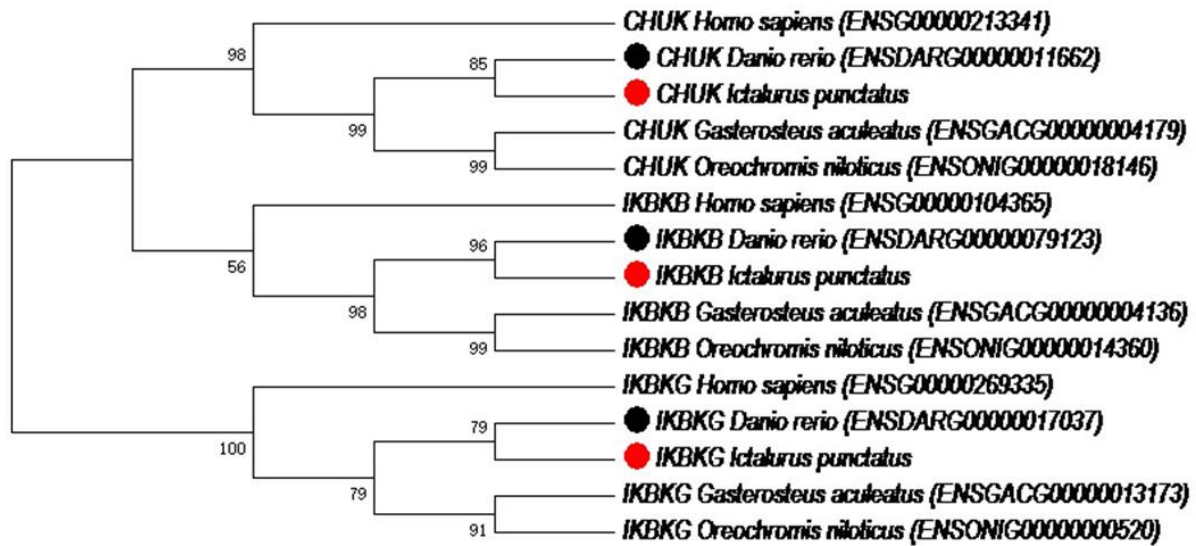 CHUK Homo sapiens (ENSG00000213341)
98
CHUK Danio rerio (ENSDARG00000011662)
85
CHUK Ictalurus punctatus
99
CHUK Gasterosteus aculeatus (ENSGACG00000004179)
99
CHUK Oreochromis niloticus (ENSONIG00000018146)
IKBKB Homo sapiens (ENSG00000104365)
IKBKB Danio rerio (ENSDARG00000079123)
96
56
IKBKB Ictalurus punctatus
98
IKBKB Gasterosteus aculeatus (ENSGACG00000004136)
99
IKBKB Oreochromis niloticus (ENSONIG00000014360)
IKBKG Homo sapiens (ENSG00000269335)
IKBKG Danio rerio (ENSDARG00000017037)
79
100
IKBKG Ictalurus punctatus
79
IKBKG Gasterosteus aculeatus (ENSGACG00000013173)
91
IKBKG Oreochromis niloticus (ENSONIG00000000520)